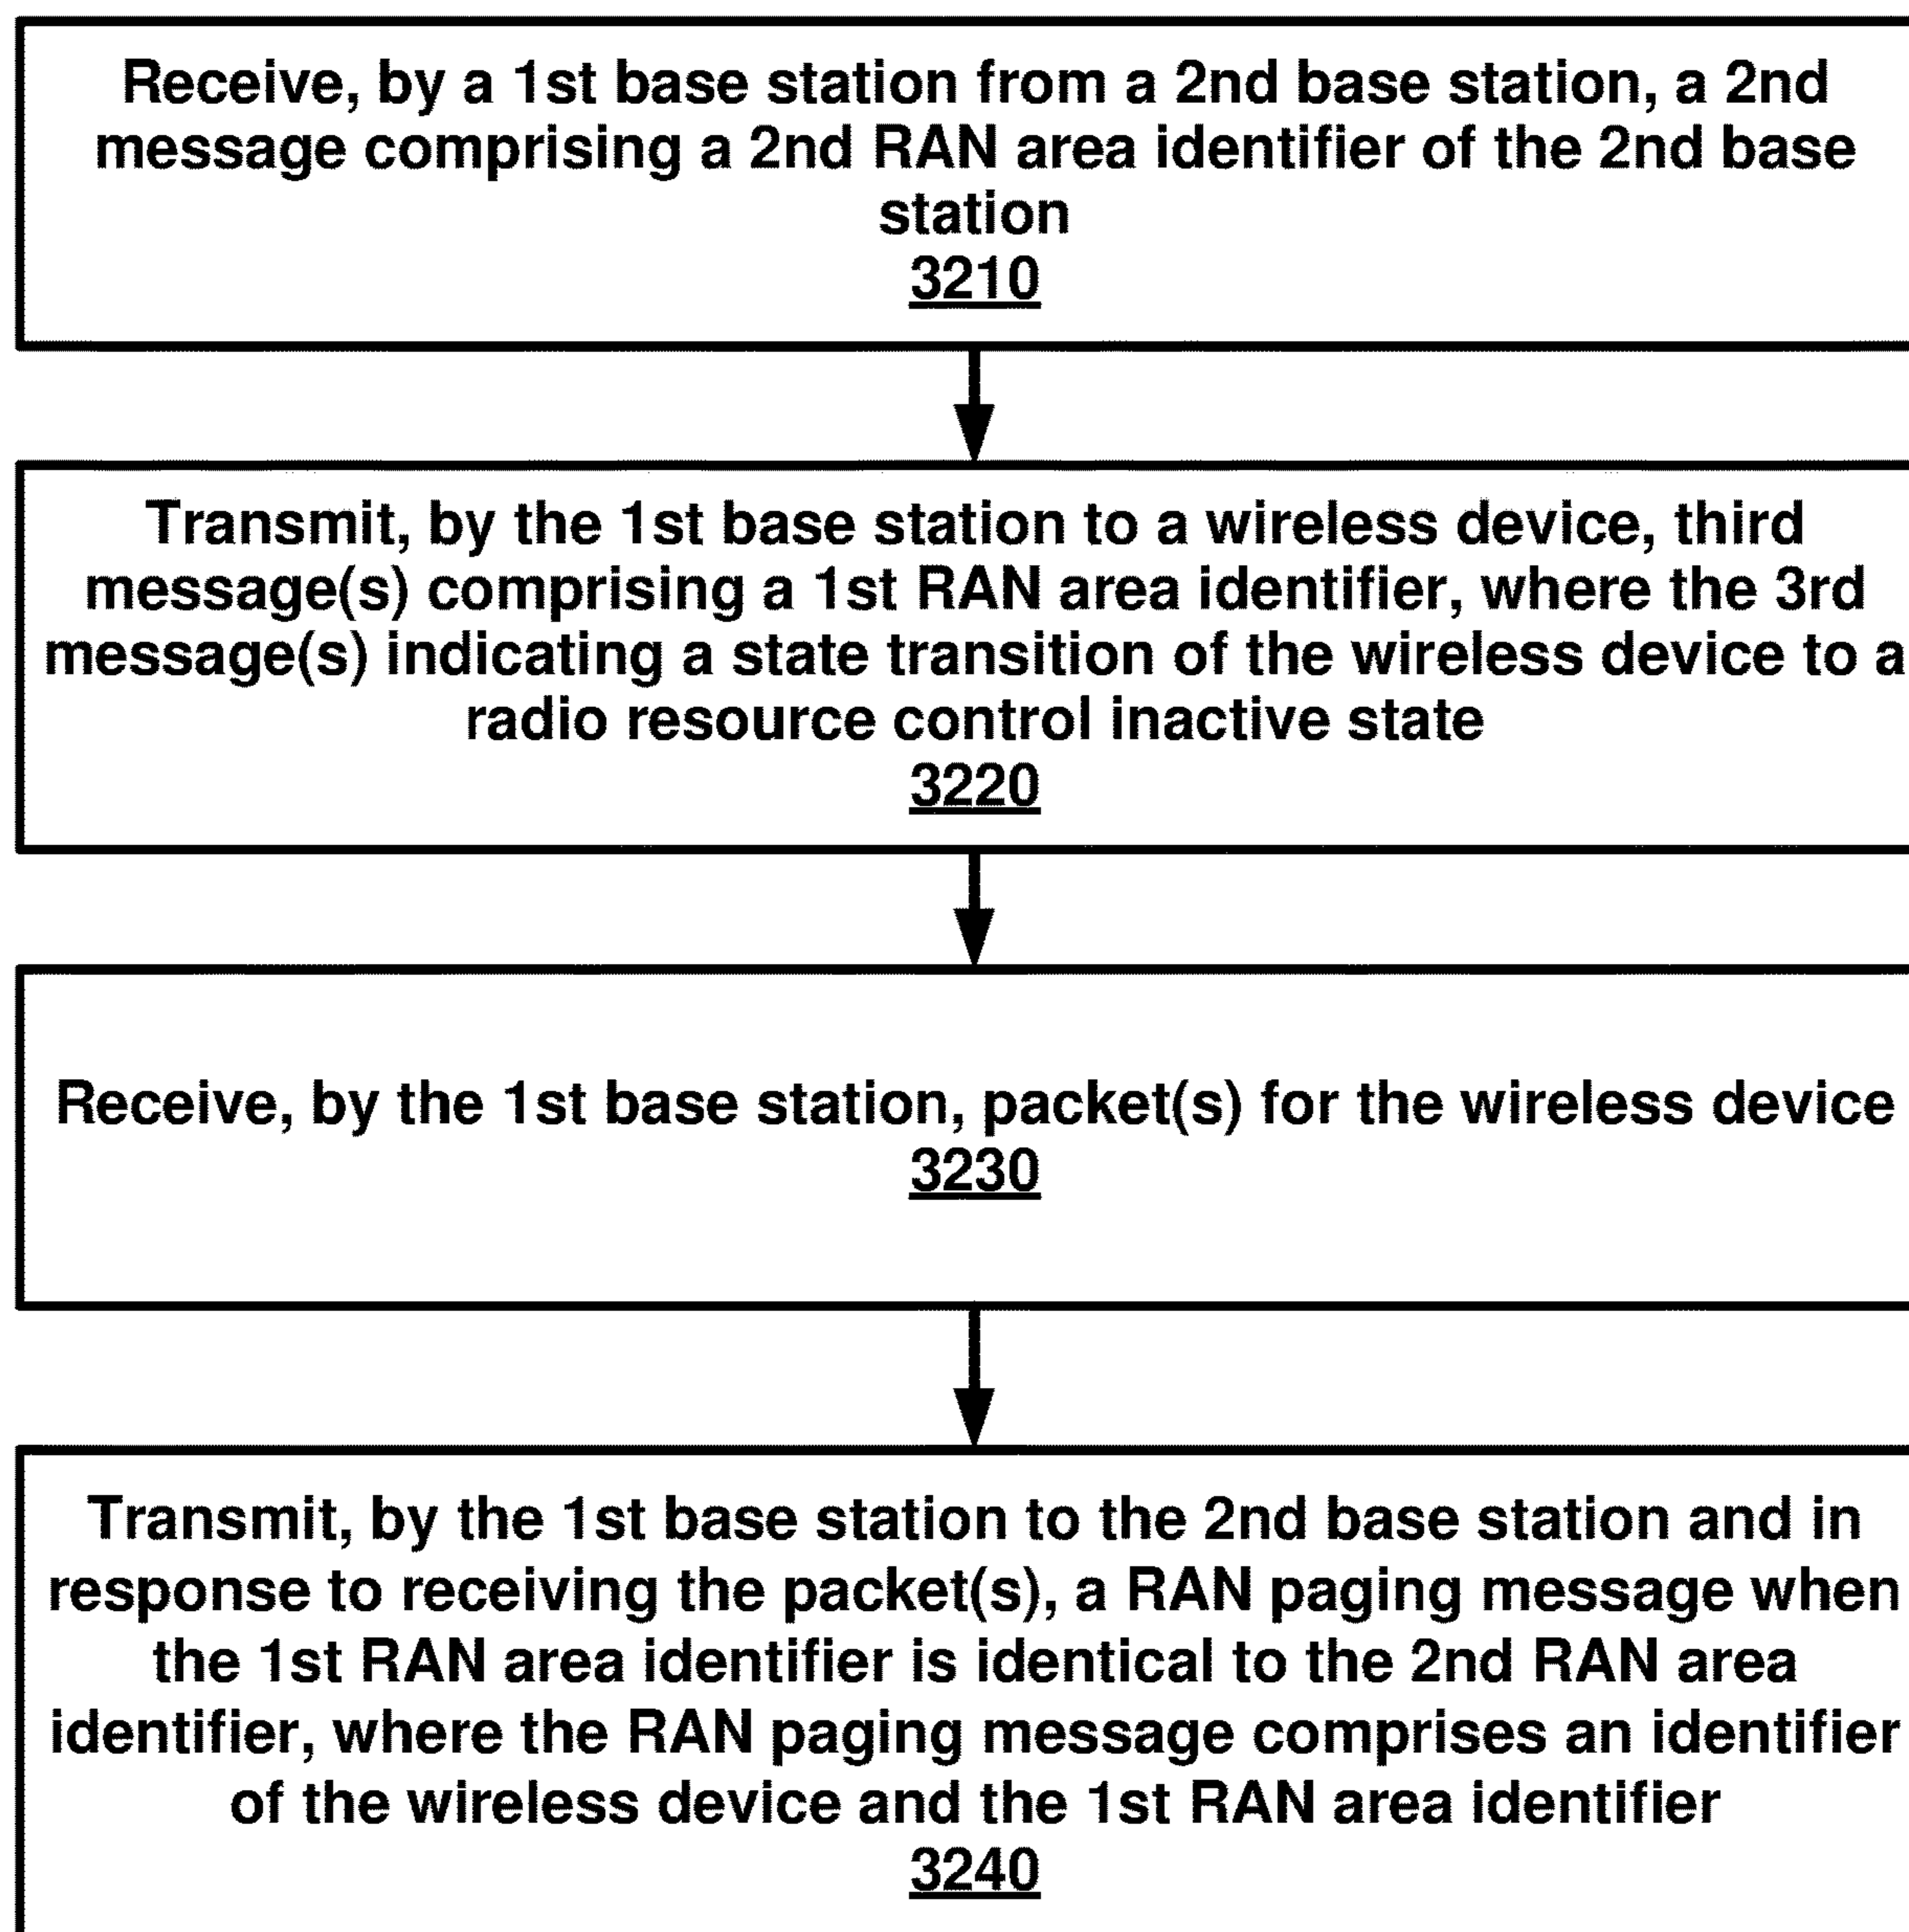 Receive, by a 1st base station from a 2nd base station, a 2nd
message comprising a 2nd RAN area identifier of the 2nd base
station
3210
Transmit, by the 1st base station to a wireless device, third
message(s) comprising a 1st RAN area identifier, where the 3rd
message(s) indicating a state transition of the wireless device to a
radio resource control inactive state
3220
Receive, by the 1st base station, packet(s) for the wireless device
3230
Transmit, by the 1st base station to the 2nd base station and in
response to receiving the packet(s), a RAN paging message when
the 1st RAN area identifier is identical to the 2nd RAN area
identifier, where the RAN paging message comprises an identifier
of the wireless device and the 1st RAN area identifier
3240